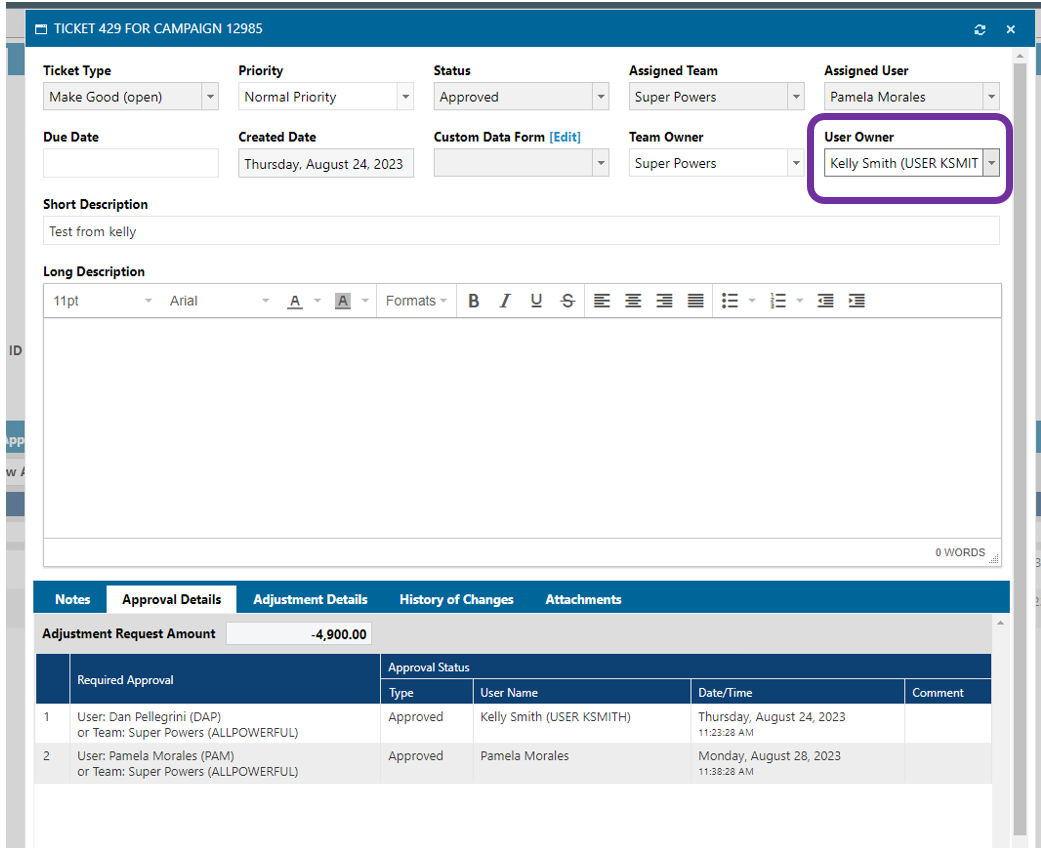 TICKET 429 FOR CAMPAIGN 12985
Ticket Type Priority Status Assigned Team Assigned User
Make Good (open) Normal Priority Approved Super Powers Pamela Morales
Due Date Created Date Custom Data Form [Edit] Team Owner User Owner
Thursday, August 24, 2023 Super Powers Kelly Smith (USER KSMIT
Short Description
Test from kelly
Long Description
11pt Arial A A Formats B I U S
ID
App
w A
0 WORDS
Notes Approval Details Adjustment Details History of Changes Attachments
Adjustment Request Amount -4,900.00
Required Approval Approval Status
Type User Name Date/Time Comment
1 User: Dan Pellegrini (DAP) Approved Kelly Smith (USER KSMITH) Thursday, August 24, 2023
or Team: Super Powers (ALLPOWERFUL) 11:23:28 AM
2 User: Pamela Morales (PAM) Approved Pamela Morales Monday, August 28, 2023
or Team: Super Powers (ALLPOWERFUL) 11:38:28 AM